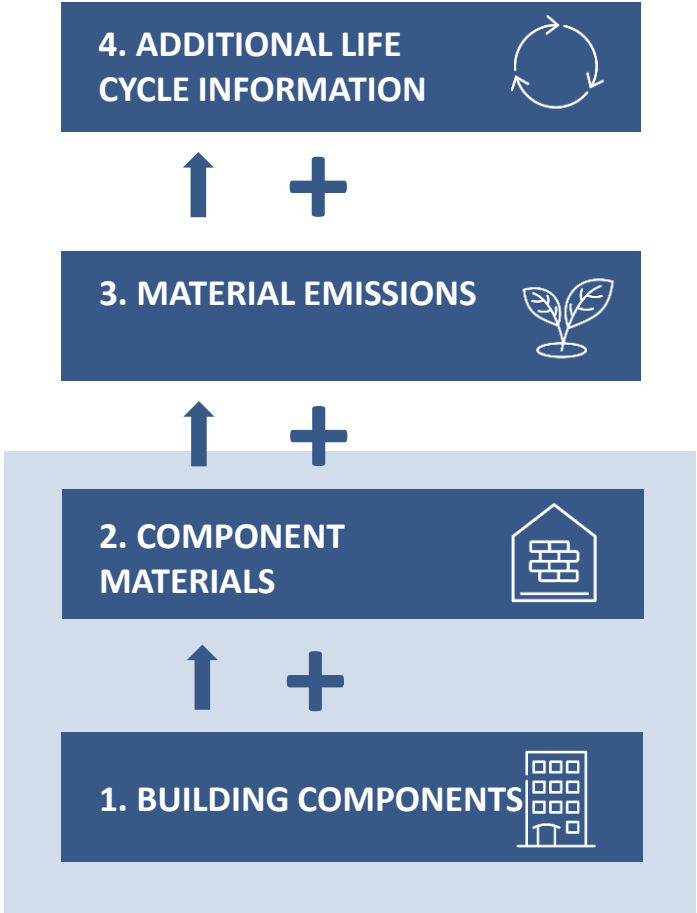 4. ADDITIONAL LIFE
CYCLE INFORMATION
3. MATERIAL EMISSIONS
2. COMPONENT
MATERIALS
1. BUILDING COMPONENTS